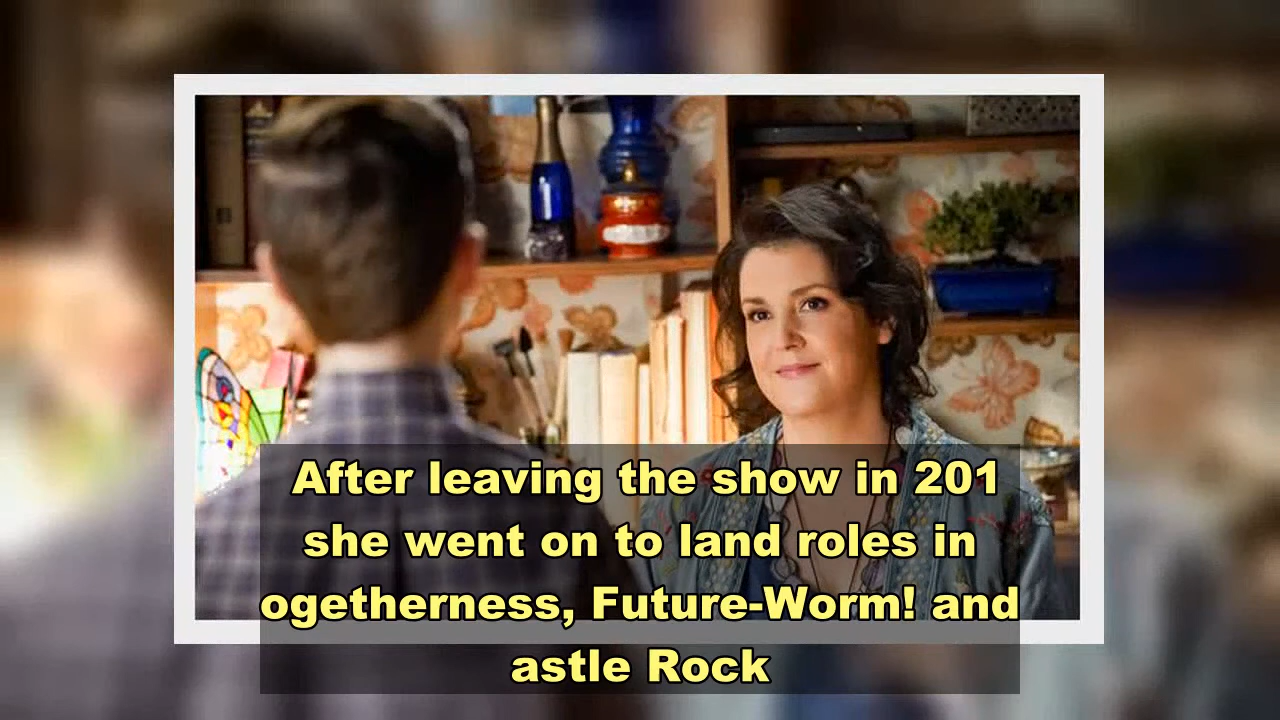 After leaving the show in 201
she went on to land roles in
ogetherness, Future-Worm! and
astle Rock